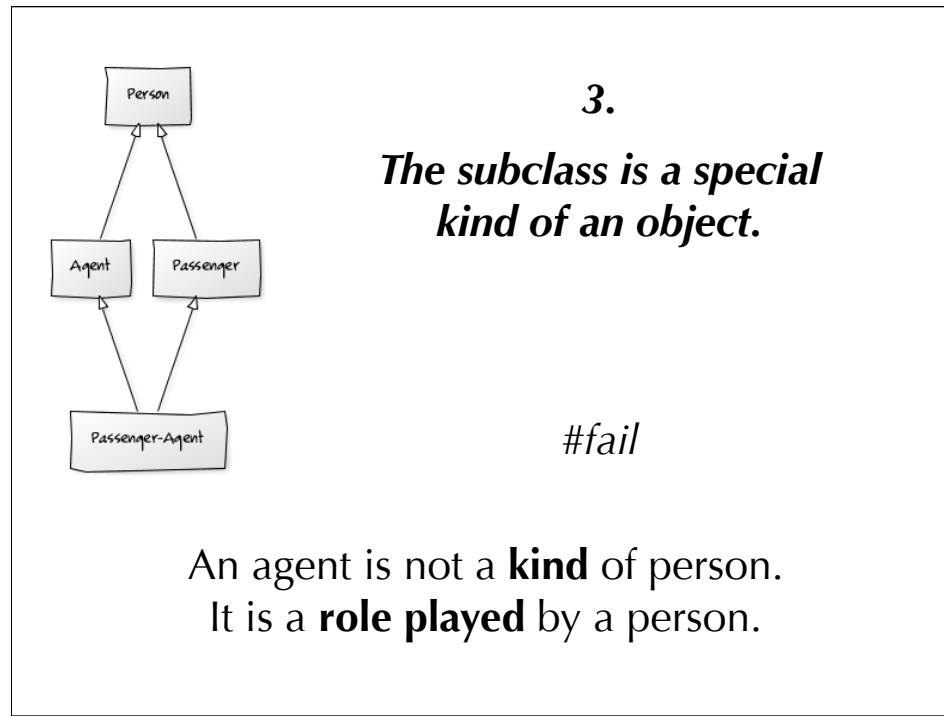 Person
Agent
Passenger
Passenger-Agent
3.
The subclass is a special
kind of an object.
#fail
An agent is not a kind of person.
It is a role played by a person.